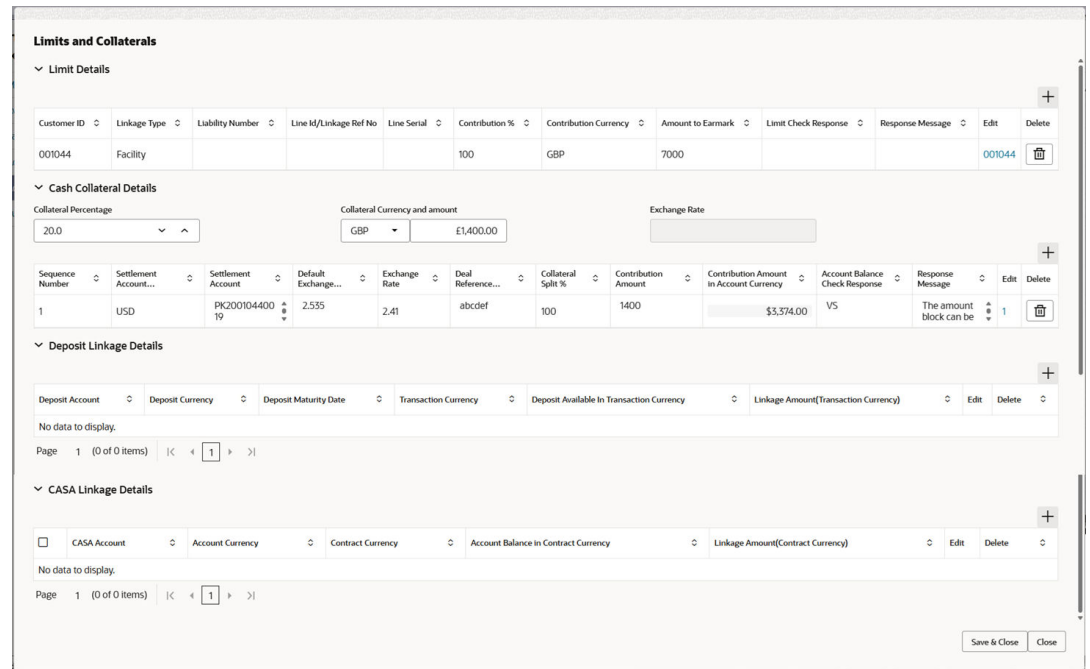 Limits and Collaterals
Limit Details
Customer ID Linkage Type Liability Number Line Id/Linkage Ref No Line Serial Contribution % Contribution Currency Amount to Earmark Limit Check Response Response Message Edit Delete
001044 Facility 100 GBP 7000 001044
Cash Collateral Details
Collateral Percentage Collateral Currency and amount Exchange Rate
20.0 GBP £1,400.00
Sequence Number Settlement Account... Settlement Account Default Exchange... Exchange Rate Deal Reference... Collateral Split % Contribution Amount Contribution Amount in Account Currency Account Balance Check Response Response Message Edit Delete
1 USD PK200104400 19 2.535 2.41 abcdef 100 1400 $3,374.00 VS The amount block can be 1
Deposit Linkage Details
Deposit Account Deposit Currency Deposit Maturity Date Transaction Currency Deposit Available In Transaction Currency Linkage Amount(Transaction Currency) Edit Delete
No data to display.
Page 1 (0 of 0 items) 1
CASA Linkage Details
CASA Account Account Currency Contract Currency Account Balance in Contract Currency Linkage Amount(Contract Currency) Edit Delete
No data to display.
Page 1 (0 of 0 items) 1
Save & Close Close